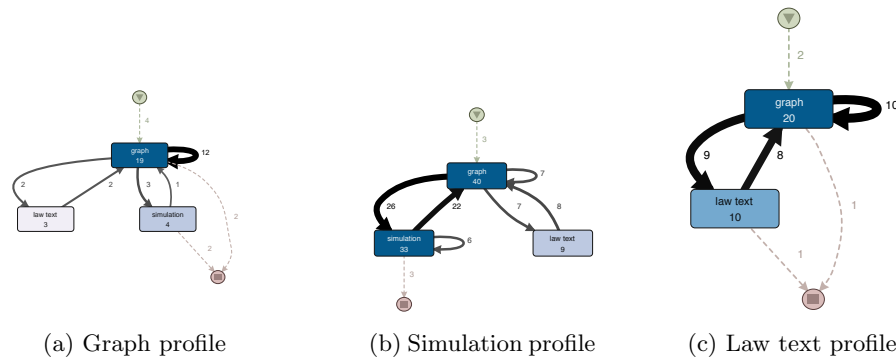 4
graph
19
12
2
2
3
1
law text
3
simulation
4
2
2
(a) Graph profile
3
graph
40
7
26
22
7
8
simulation
33
6
law text
9
3
(b) Simulation profile
2
graph
20
10
9
8
law text
10
1
1
(c) Law text profile